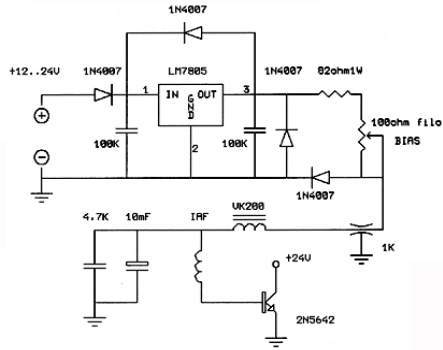 1N4007
+12..24V
1N4007
LM7805
1N4007
82ohm1W
1
IN
OUT
GND
3
100ohm filo
BIAS
100K
2
100K
1N4007
4.7K
10mF
IAF
VK200
1K
+24V
2N5642